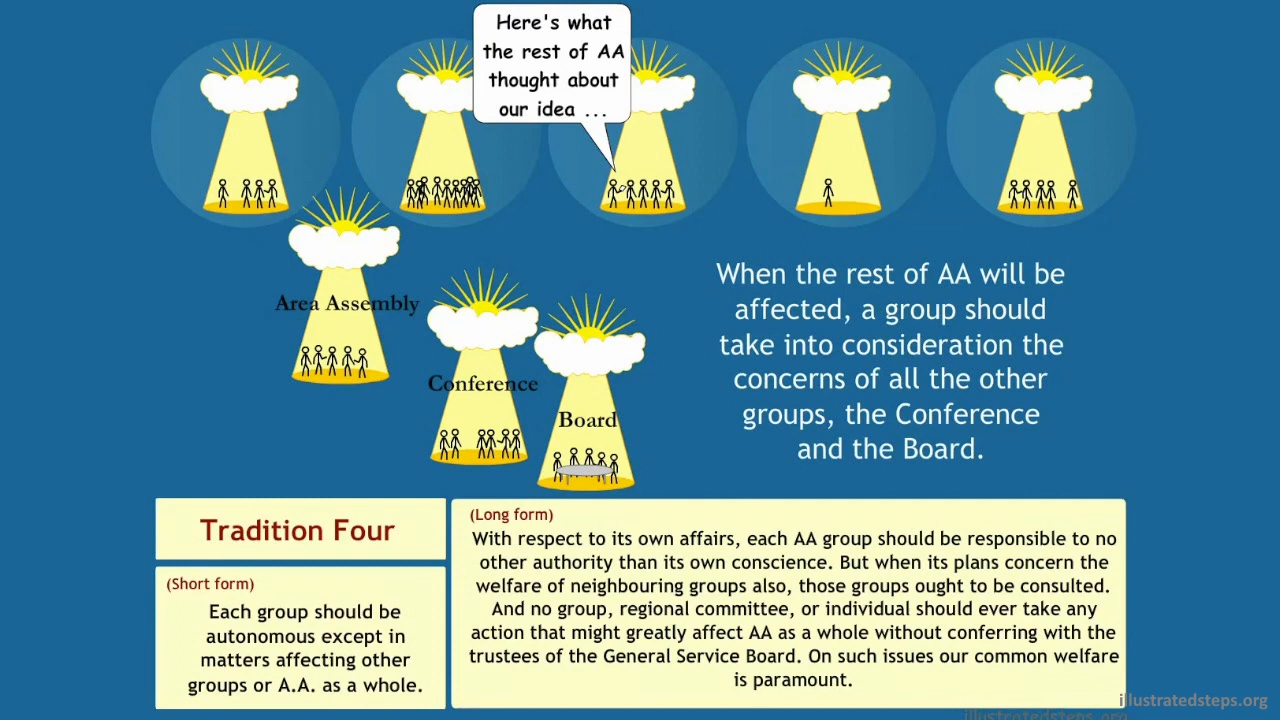 Here's what
the rest of AA
thought about
our idea ...
Area Assembly
Conference
Board
When the rest of AA will be
affected, a group should
take into consideration the
concerns of all the other
groups, the Conference
and the Board.
Tradition Four
(Short form)
Each group should be
autonomous except in
matters affecting other
groups or A.A. as a whole.
(Long form)
With respect to its own affairs, each AA group should be responsible to no
other authority than its own conscience. But when its plans concern the
welfare of neighbouring groups also, those groups ought to be consulted.
And no group, regional committee, or individual should ever take any
action that might greatly affect AA as a whole without conferring with the
trustees of the General Service Board. On such issues our common welfare
is paramount.
illustratedsteps.org
illustratedsteps.org